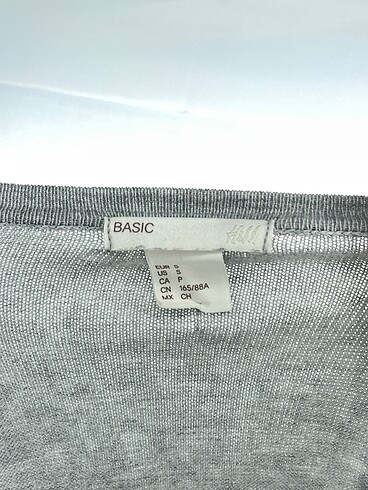 BASIC H&M
EUR S
US S
CA P
CN 165/88A
MX CH